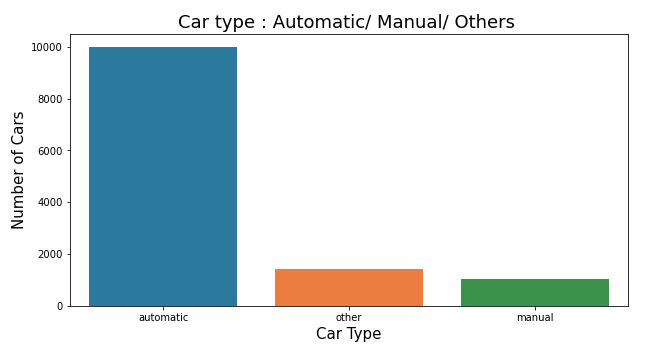 Car type : Automatic/ Manual/ Others
Number of Cars
10000
8000
6000
4000
2000
0
automatic
other
manual
Car Type